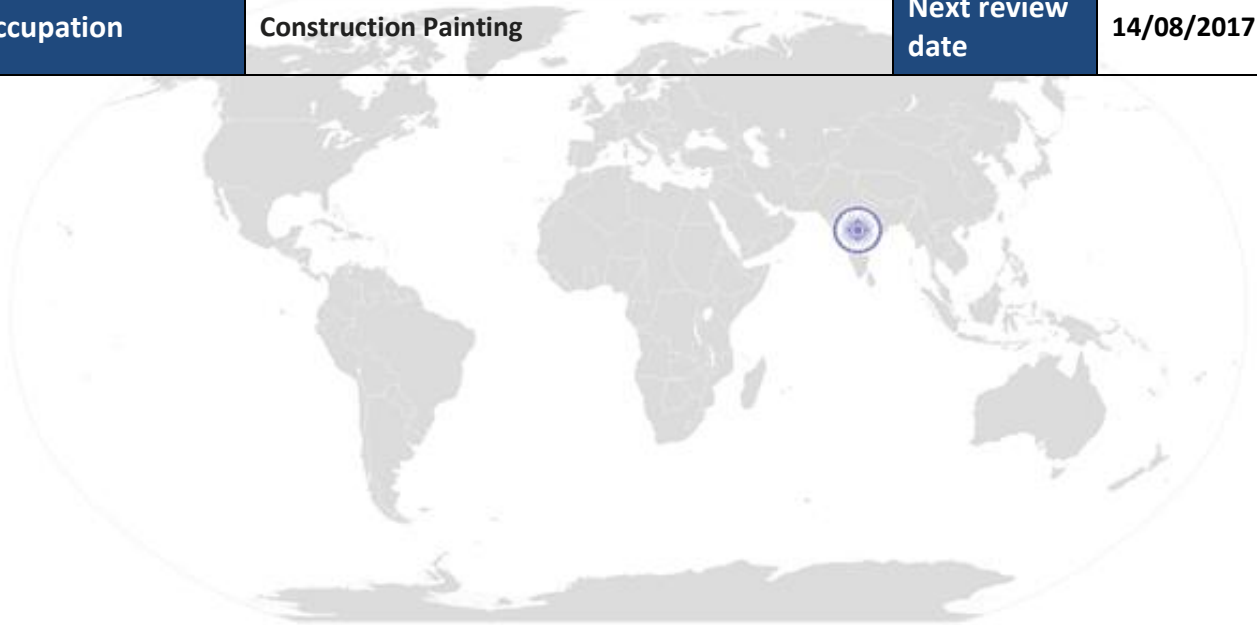 ccupation
Construction Painting
Next review
date
14/08/2017